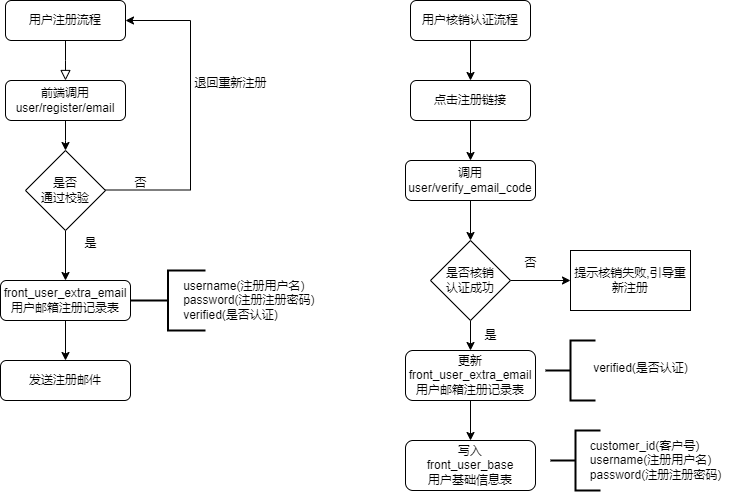 用户注册流程
前端调用
user/register/email
退回重新注册
是否
通过校验
否
是
front_user_extra_email
用户邮箱注册记录表
username(注册用户名)
password(注册注册密码)
verified(是否认证)
发送注册邮件
用户核销认证流程
点击注册链接
调用
user/verify_email_code
是否核销
认证成功
否
提示核销失败,引导重
新注册
是
更新
front_user_extra_email
用户邮箱注册记录表
verified(是否认证)
写入
front_user_base
用户基础信息表
customer_id(客户号)
username(注册用户名)
password(注册注册密码)